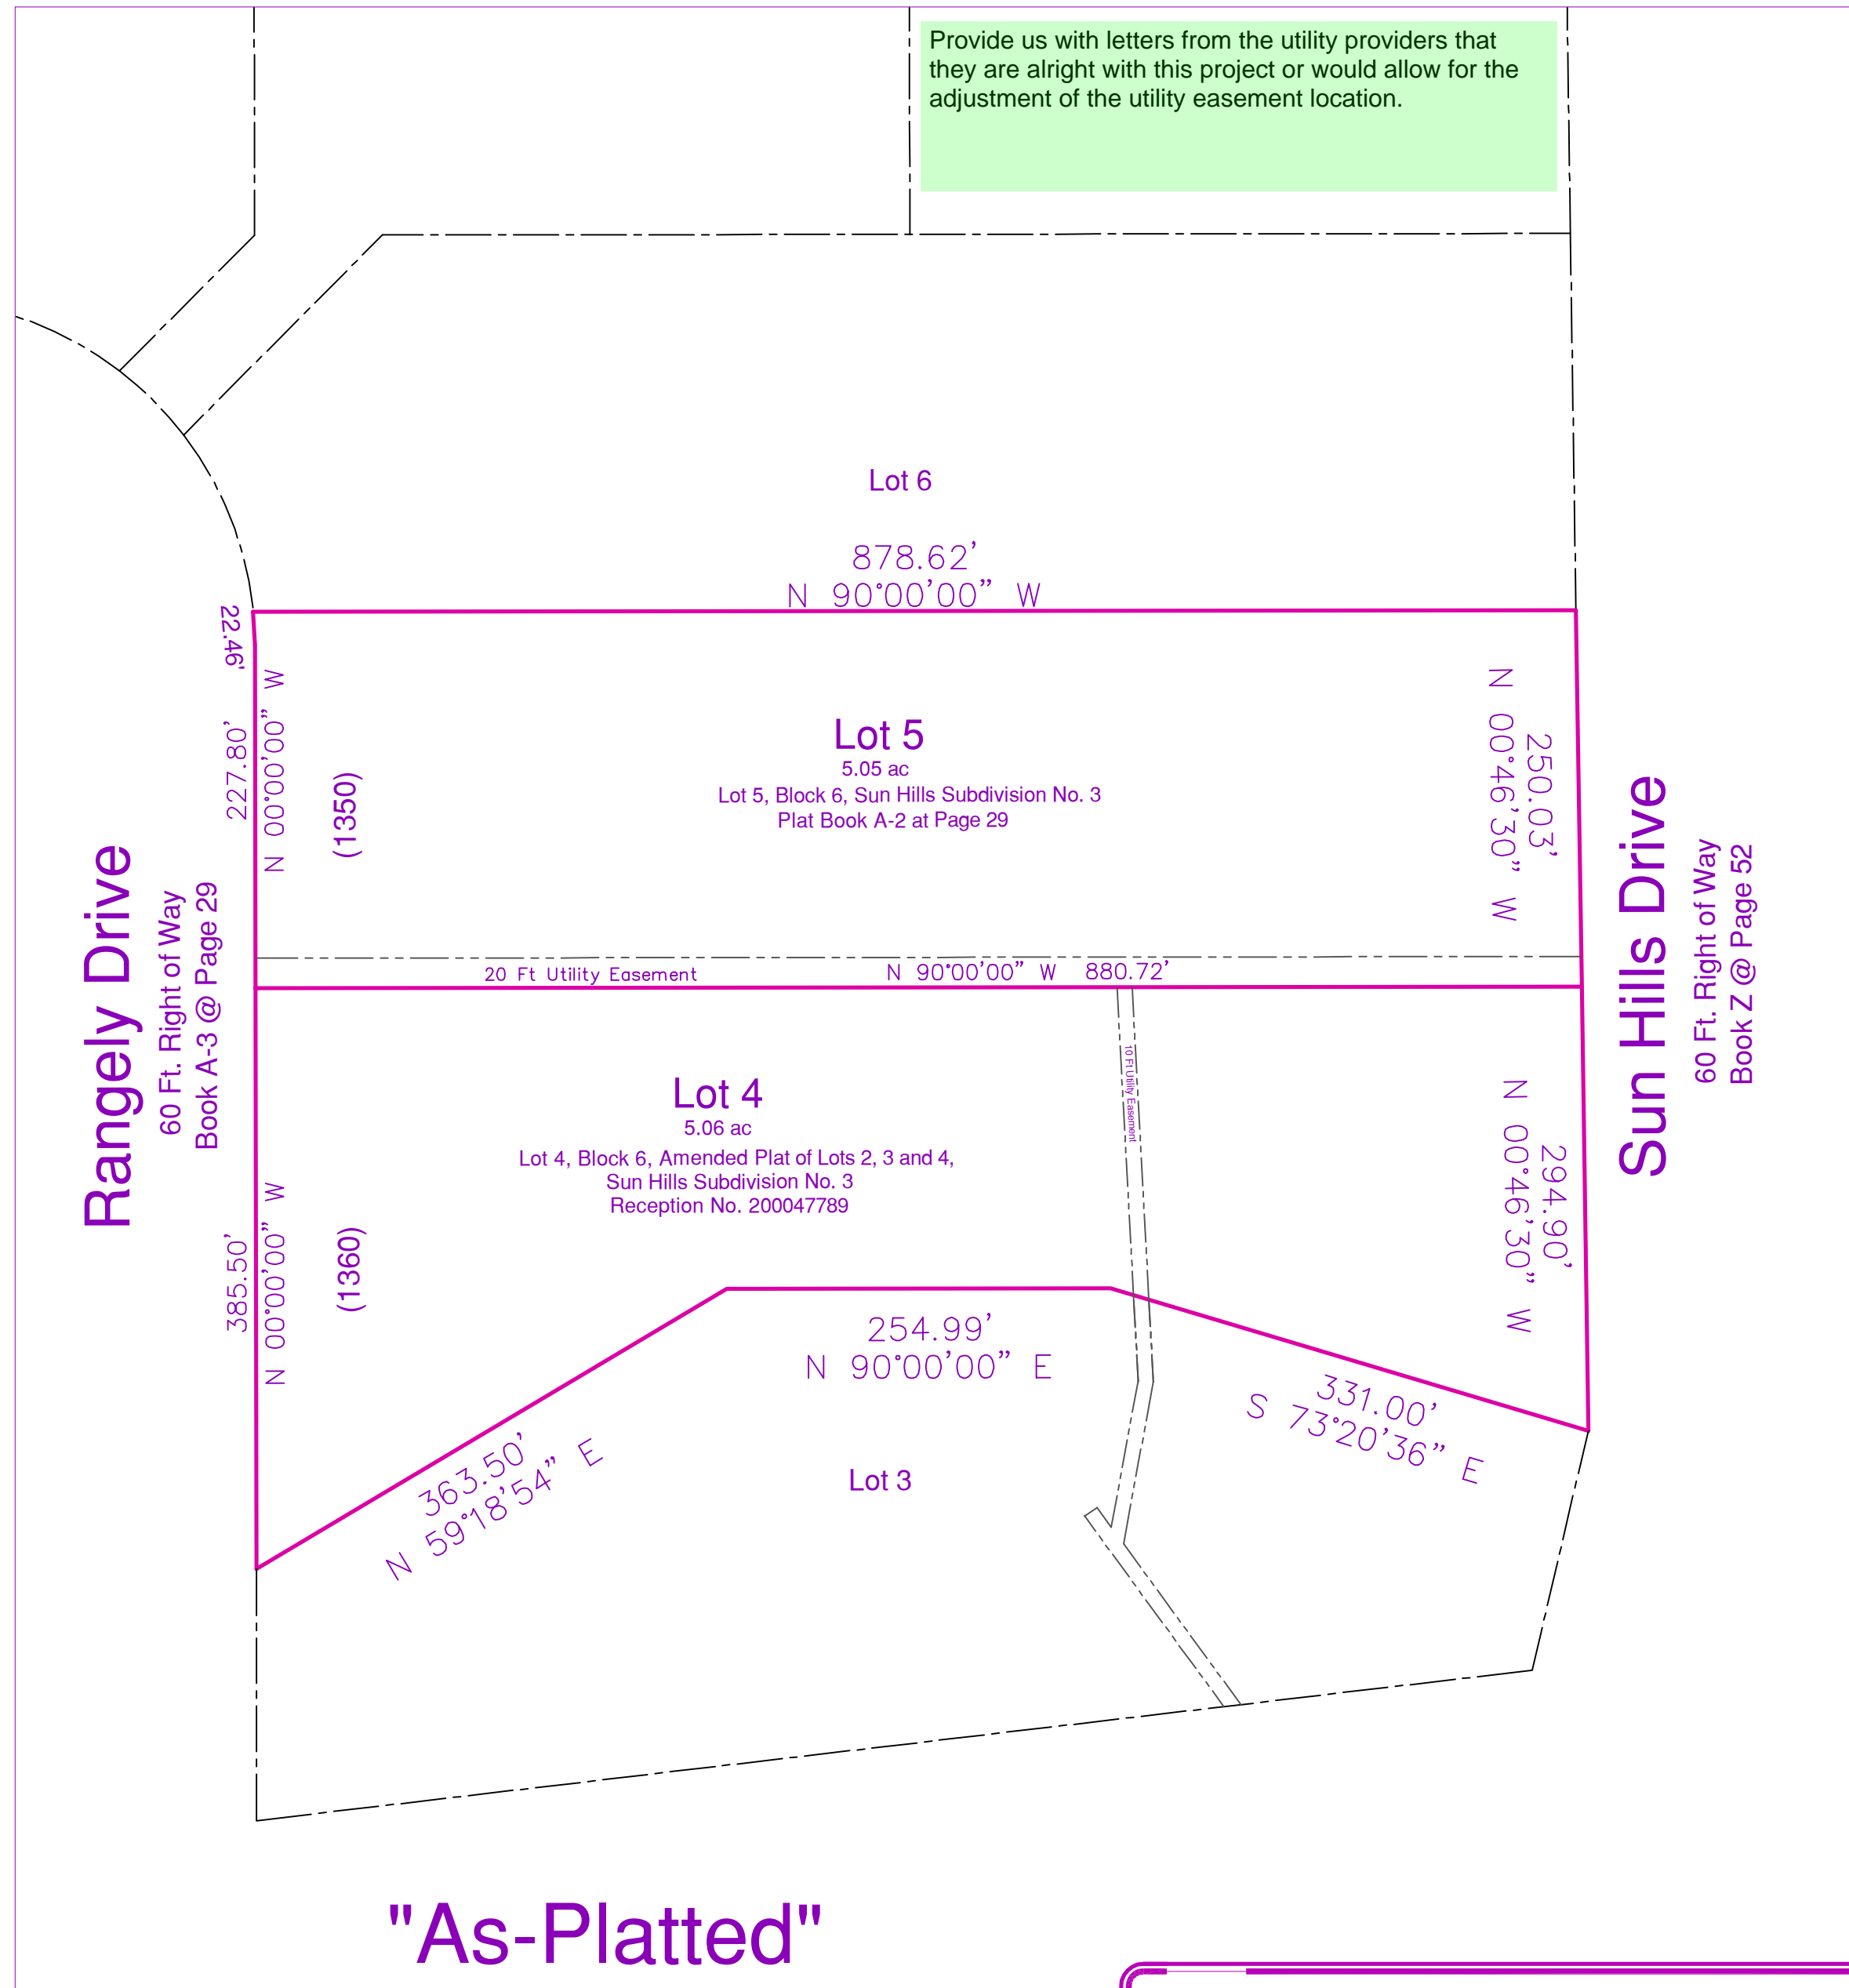 Provide us with letters from the utility providers that
they are alright with this project or would allow for the
adjustment of the utility easement location.
Lot 6
878.62'
N 90°00'00" W
22.46'
227.80'
N 00°00'00" W
(1350)
Lot 5
5.05 ac
Lot 5, Block 6, Sun Hills Subdivision No. 3
Plat Book A-2 at Page 29
250.03'
N 00°46'30" W
Rangely Drive
60 Ft. Right of Way
Book A-3 @ Page 29
Sun Hills Drive
60 Ft. Right of Way
Book Z @ Page 52
20 Ft Utility Easement
N 90°00'00" W 880.72'
10 Ft Utility Easement
Lot 4
5.06 ac
Lot 4, Block 6, Amended Plat of Lots 2, 3 and 4,
Sun Hills Subdivision No. 3
Reception No. 200047789
385.50'
N 00°00'00" W
(1360)
294.90'
N 00°46'30" W
254.99'
N 90°00'00" E
331.00'
S 73°20'36" E
363.50'
N 59°18'54" E
Lot 3
"As-Platted"